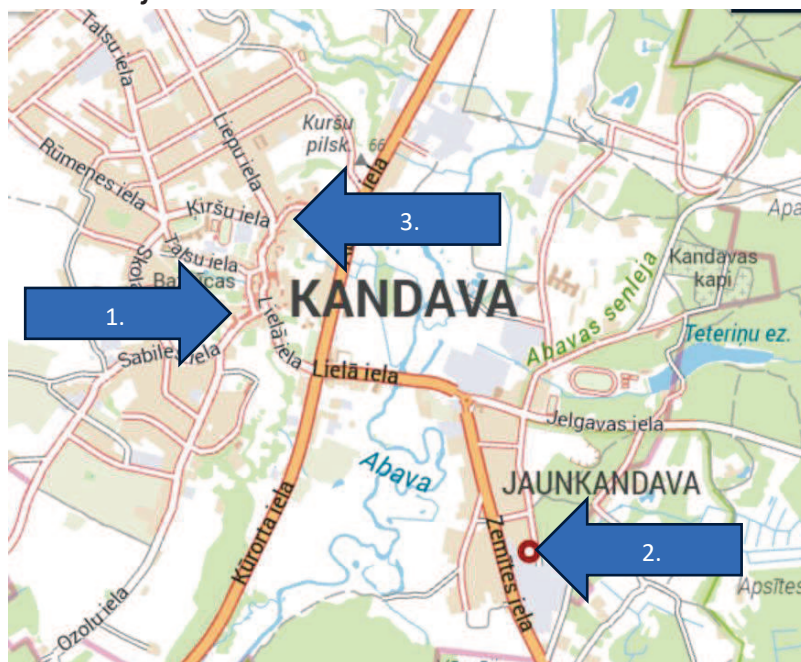 Talsu iela
Liepu iela
Kuršu
pilsk. 66
iela
Rūmenes iela
Ķiršu iela
3.
Apa
Talsu iela
Skola
Kandavas
kapi
KANDAVA
1.
Lielā iela
Abavas senleja
Teteriņu ez.
Sabiles iela
Lielā iela
Jelgavas iela
Abava
JAUNKANDAVA
Zemītes iela
2.
Kūrorta iela
Apsītes
Ozolu iela